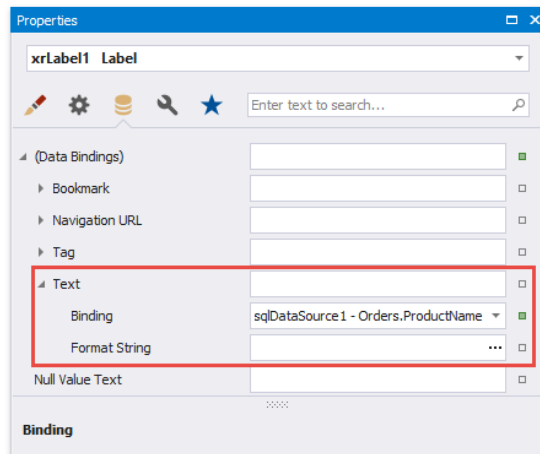 Properties
xrLabel1 Label
Enter text to search...
(Data Bindings)
Bookmark
Navigation URL
Tag
Text
Binding sqlDataSource1 - Orders.ProductName
Format String ...
Null Value Text
Binding